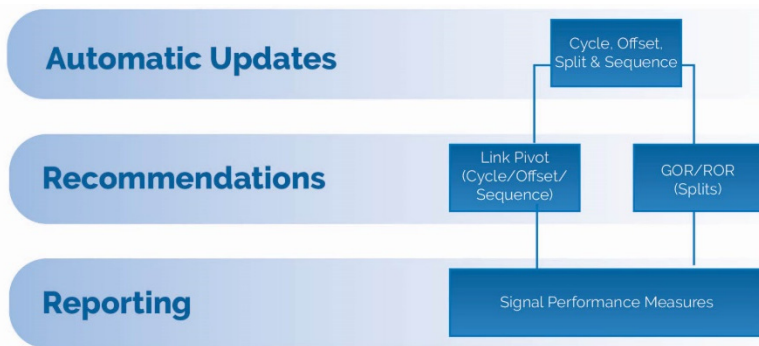 Automatic Updates
Cycle, Offset,
Split & Sequence
Recommendations
Link Pivot
(Cycle/Offset/
Sequence)
GOR/ROR
(Splits)
Reporting
Signal Performance Measures